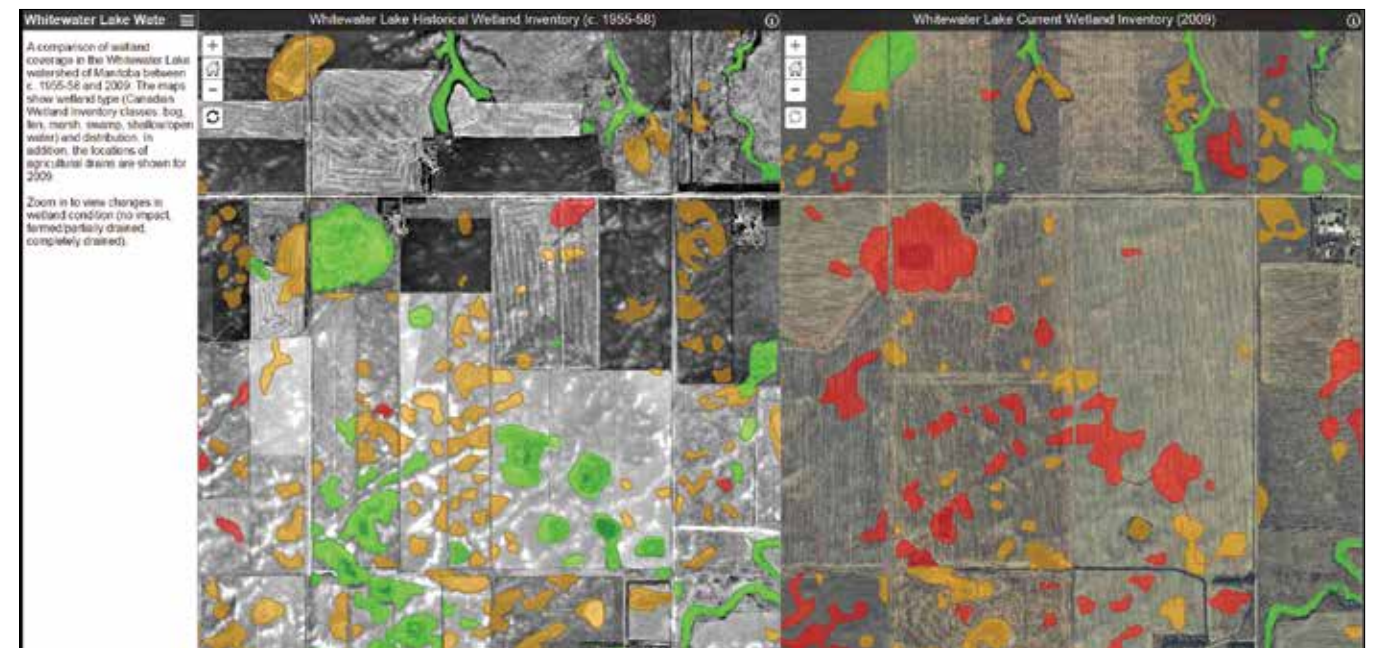 Whitewater Lake Wate
A comparison of wetland
coverage in the Whitewater Lake
watershed of Manitoba between
c. 1955-58 and 2009. The maps
show wetland type (Canadian
Wetland Inventory classes: bog,
fen, marsh, swamp, shallow/open
water) and distribution. In
addition, the locations of
agricultural drains are shown for
2009.
Zoom in to view changes in
wetland condition (no impact,
farmed/partially drained,
completely drained).
Whitewater Lake Historical Wetland Inventory (c. 1955-58)
Whitewater Lake Current Wetland Inventory (2009)